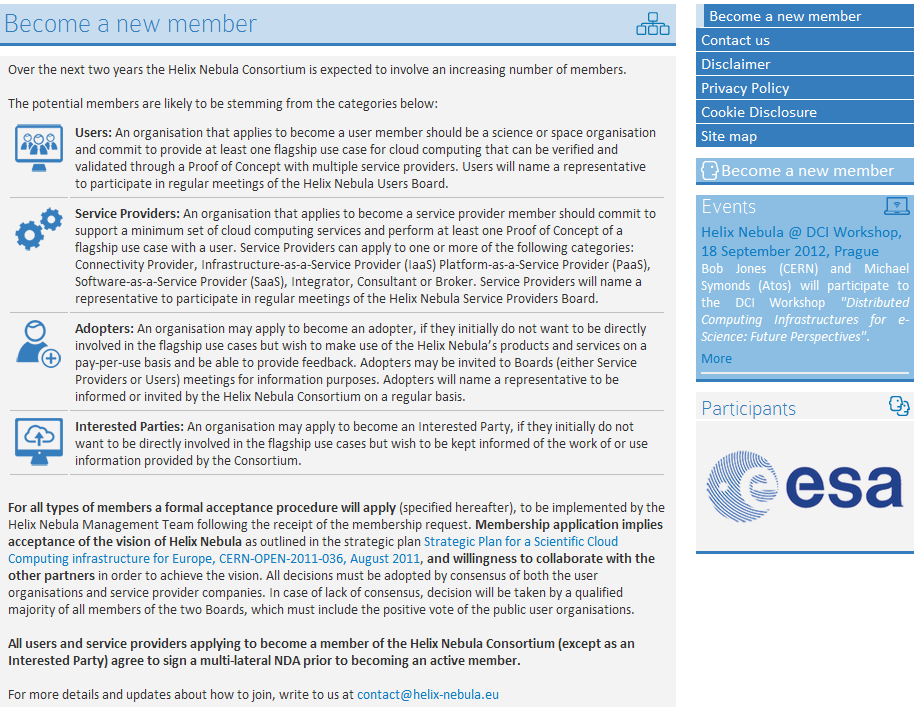 Become a new member
Over the next two years the Helix Nebula Consortium is expected to involve an increasing number of members.
The potential members are likely to be stemming from the categories below:
Users: An organisation that applies to become a user member should be a science or space organisation
and commit to provide at least one flagship use case for cloud computing that can be verified and
validated through a Proof of Concept with multiple service providers. Users will name a representative
to participate in regular meetings of the Helix Nebula Users Board.
Service Providers: An organisation that applies to become a service provider member should commit to
support a minimum set of cloud computing services and perform at least one Proof of Concept of a
flagship use case with a user. Service Providers can apply to one or more of the following categories:
Connectivity Provider, Infrastructure-as-a-Service Provider (IaaS) Platform-as-a-Service Provider (PaaS),
Software-as-a-Service Provider (SaaS), Integrator, Consultant or Broker. Service Providers will name a
representative to participate in regular meetings of the Helix Nebula Service Providers Board.
Adopters: An organisation may apply to become an adopter, if they initially do not want to be directly
involved in the flagship use cases but wish to make use of the Helix Nebula's products and services on a
pay-per-use basis and be able to provide feedback. Adopters may be invited to Boards (either Service
Providers or Users) meetings for information purposes. Adopters will name a representative to be
informed or invited by the Helix Nebula Consortium on a regular basis.
Interested Parties: An organisation may apply to become an Interested Party, if they initially do not
want to be directly involved in the flagship use cases but wish to be kept informed of the work of or use
information provided by the Consortium.
For all types of members a formal acceptance procedure will apply (specified hereafter), to be implemented by the
Helix Nebula Management Team following the receipt of the membership request. Membership application implies
acceptance of the vision of Helix Nebula as outlined in the strategic plan Strategic Plan for a Scientific Cloud
Computing infrastructure for Europe, CERN-OPEN-2011-036, August 2011, and willingness to collaborate with the
other partners in order to achieve the vision. All decisions must be adopted by consensus of both the user
organisations and service provider companies. In case of lack of consensus, decision will be taken by a qualified
majority of all members of the two Boards, which must include the positive vote of the public user organisations.
All users and service providers applying to become a member of the Helix Nebula Consortium (except as an
Interested Party) agree to sign a multi-lateral NDA prior to becoming an active member.
For more details and updates about how to join, write to us at contact@helix-nebula.eu
Become a new member
Contact us
Disclaimer
Privacy Policy
Cookie Disclosure
Site map
Become a new member
Events
Helix Nebula @ DCI Workshop,
18 September 2012, Prague
Bob Jones (CERN) and Michael
Symonds (Atos) will participate to
the DCI Workshop "Distributed
Computing Infrastructures for e-
Science: Future Perspectives".
More
Participants
esa